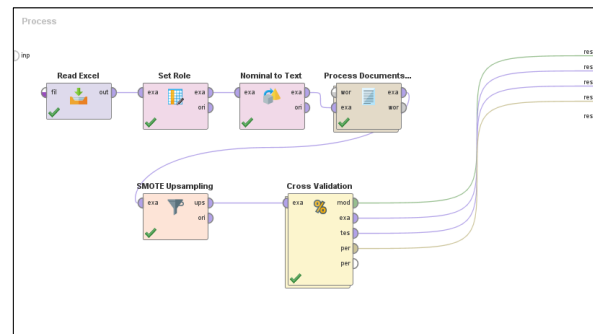 Process
inp
res
res
res
res
res
Read Excel
fil
out
Set Role
exa
exa
ori
Nominal to Text
exa
exa
ori
Process Documents...
wor
exa
exa
wor
SMOTE Upsampling
exa
ups
ori
Cross Validation
exa
%
mod
exa
tes
per
per